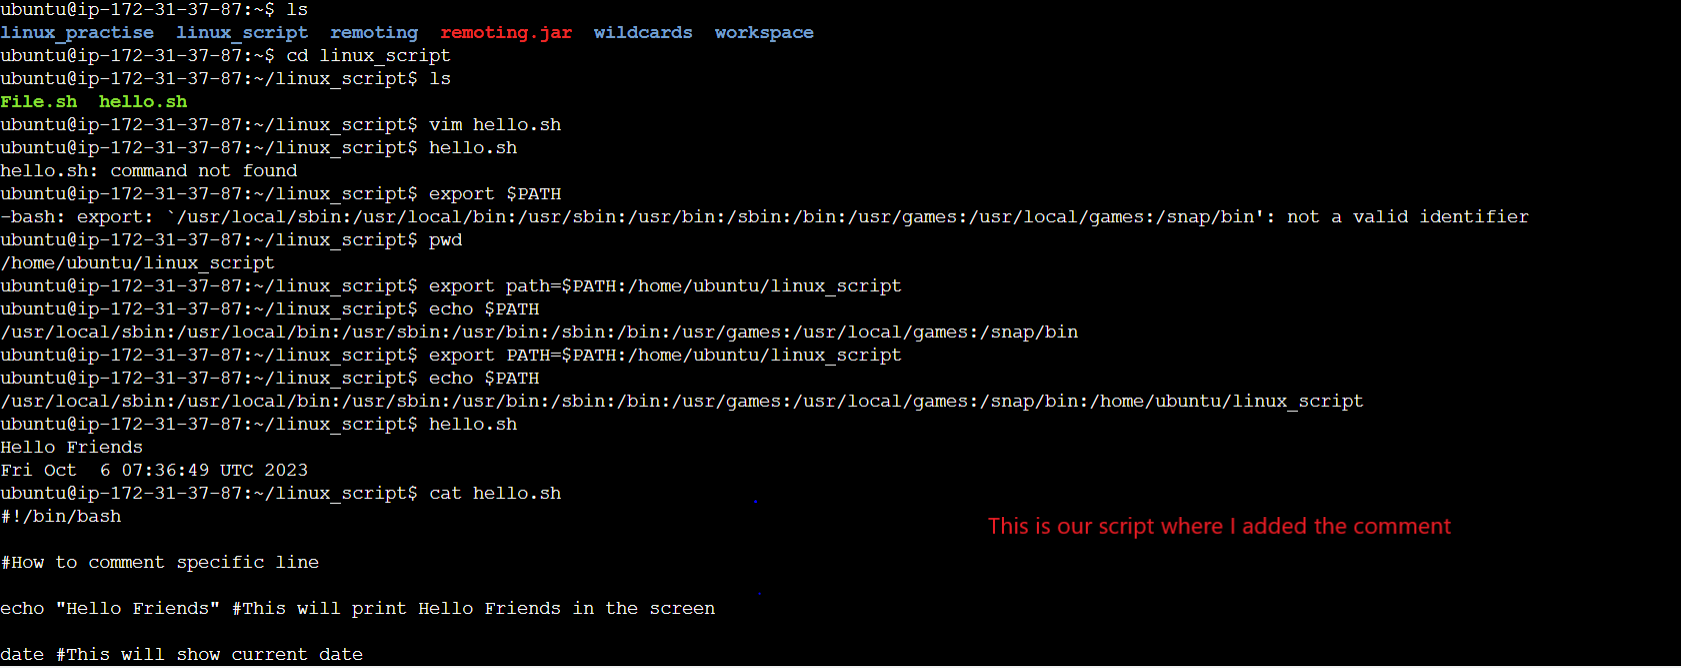 ubuntu@ip-172-31-37-87:~$ ls
linux_practise  linux_script  remoting  remoting.jar  wildcards  workspace
ubuntu@ip-172-31-37-87:~$ cd linux_script
ubuntu@ip-172-31-37-87:~/linux_script$ ls
File.sh  hello.sh
ubuntu@ip-172-31-37-87:~/linux_script$ vim hello.sh
ubuntu@ip-172-31-37-87:~/linux_script$ hello.sh
hello.sh: command not found
ubuntu@ip-172-31-37-87:~/linux_script$ export $PATH
-bash: export: `/usr/local/sbin:/usr/local/bin:/usr/sbin:/usr/bin:/sbin:/bin:/usr/games:/usr/local/games:/snap/bin': not a valid identifier
ubuntu@ip-172-31-37-87:~/linux_script$ pwd
/home/ubuntu/linux_script
ubuntu@ip-172-31-37-87:~/linux_script$ export path=$PATH:/home/ubuntu/linux_script
ubuntu@ip-172-31-37-87:~/linux_script$ echo $PATH
/usr/local/sbin:/usr/local/bin:/usr/sbin:/usr/bin:/sbin:/bin:/usr/games:/usr/local/games:/snap/bin
ubuntu@ip-172-31-37-87:~/linux_script$ export PATH=$PATH:/home/ubuntu/linux_script
ubuntu@ip-172-31-37-87:~/linux_script$ echo $PATH
/usr/local/sbin:/usr/local/bin:/usr/sbin:/usr/bin:/sbin:/bin:/usr/games:/usr/local/games:/snap/bin:/home/ubuntu/linux_script
ubuntu@ip-172-31-37-87:~/linux_script$ hello.sh
Hello Friends
Fri Oct  6 07:36:49 UTC 2023
ubuntu@ip-172-31-37-87:~/linux_script$ cat hello.sh
#!/bin/bash
This is our script where I added the comment
#How to comment specific line
echo "Hello Friends" #This will print Hello Friends in the screen
date #This will show current date